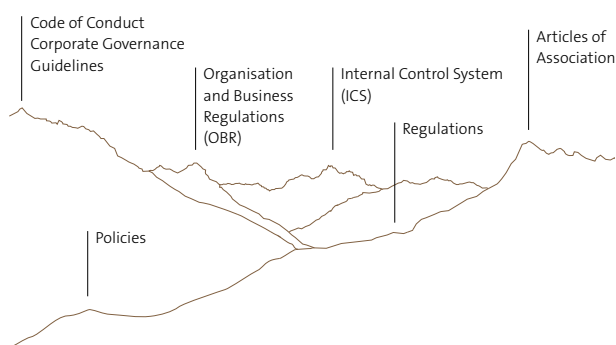 Code of Conduct
Corporate Governance
Guidelines
Organisation
and Business
Regulations
(OBR)
Internal Control System
(ICS)
Regulations
Articles of
Association
Policies